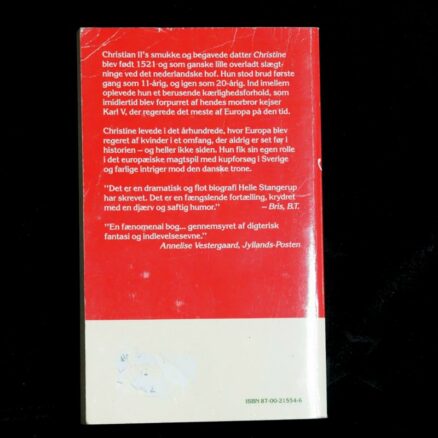 Christian II's smukke og begavede datter Christine
blev født 1521 og som ganske lille overladt slægt-
ninge ved det nederlandske hof. Hun stod brud første
gang som 11-årig, og igen som 20-årig. Ind imellem
oplevede hun et berusende kærlighedsforhold, som
imidlertid blev forpurret af hendes morbror kejser
Karl V, der regerede det meste af Europa på den tid.
Christine levede i det århundrede, hvor Europa blev
regeret af kvinder i et omfang, der aldrig er set før i
historien – og heller ikke siden. Hun fik sin egen rolle
i det europæiske magtspil med kupforsøg i Sverige
og farlige intriger mod den danske trone.
"Det er en dramatisk og flot biografi Helle Stangerup
har skrevet. Det er en fængslende fortælling, krydret
med en djærv og saftig humor." – Bris, B.T.
"En fænomenal bog... gennemsyret af digterisk
fantasi og indlevelsesevne."
Annelise Vestergaard, Jyllands-Posten
ISBN 87-00-21554-6